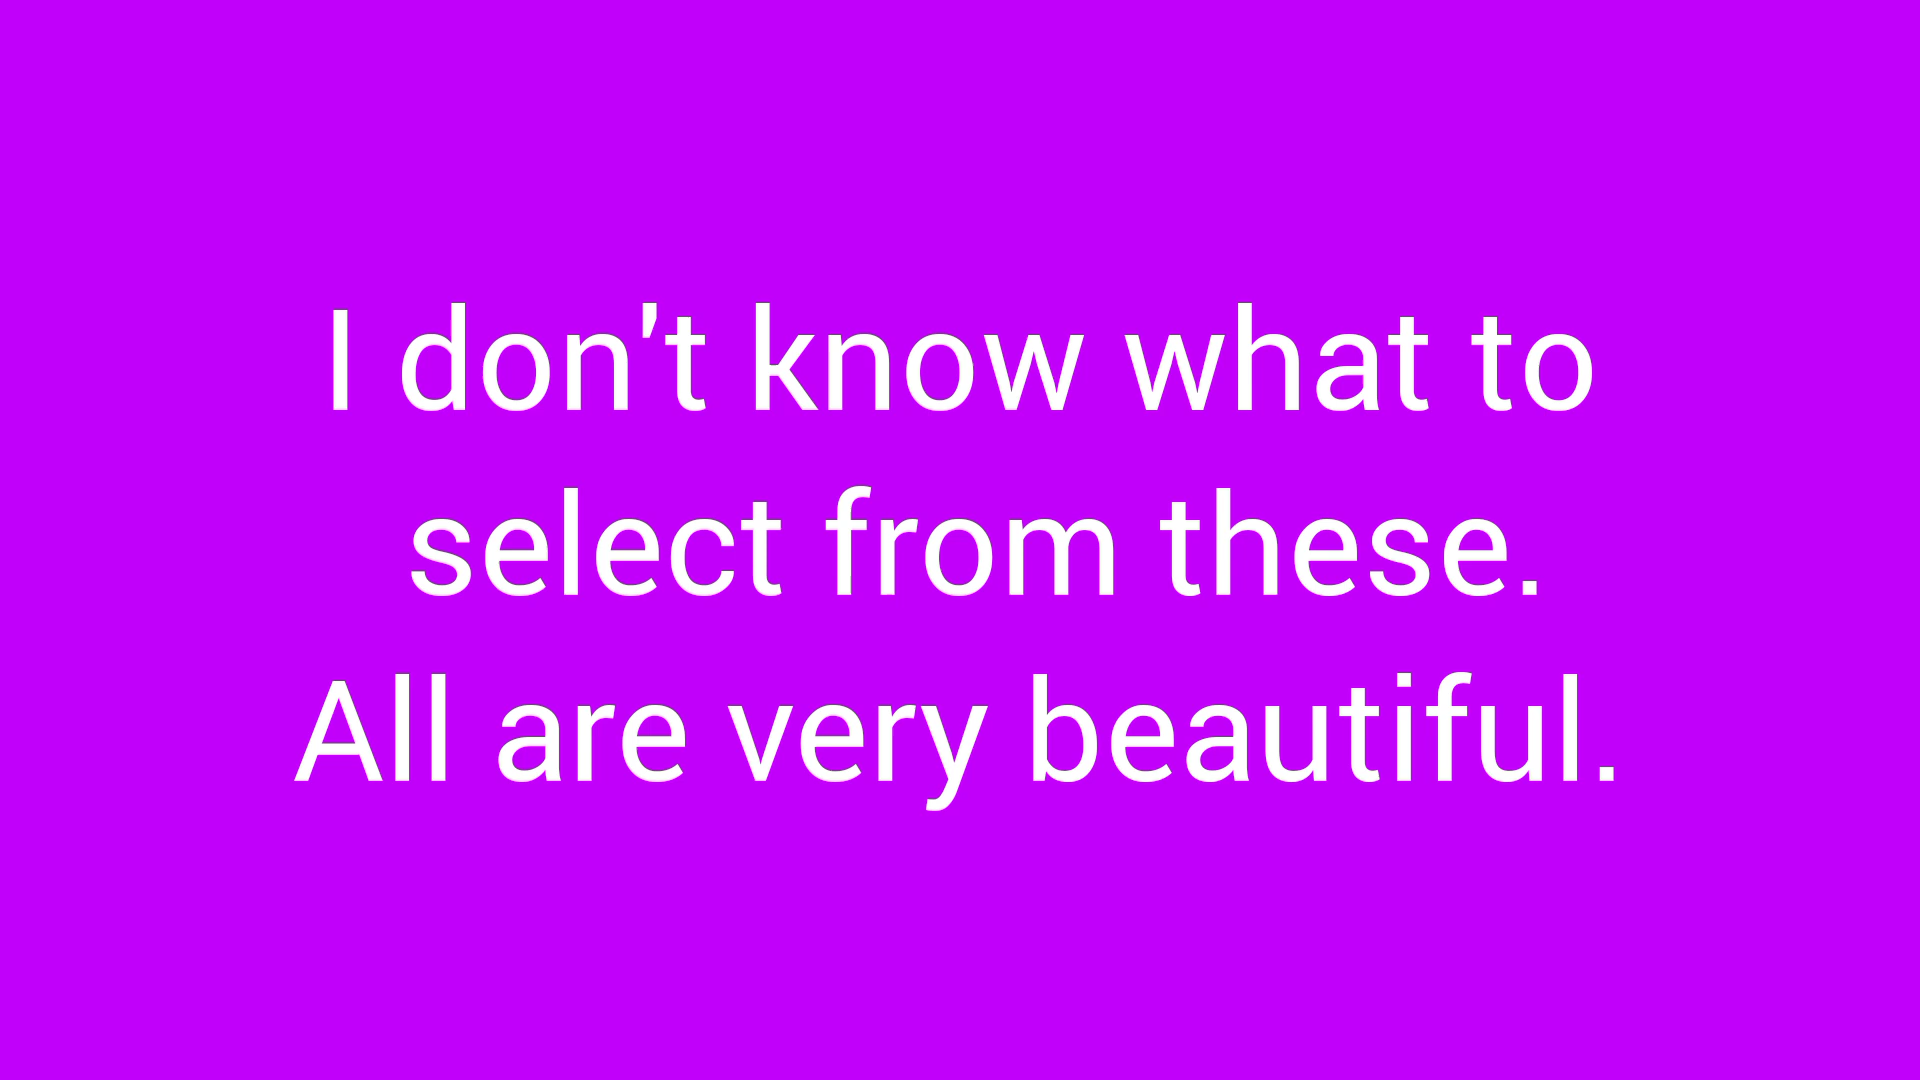 I don't know what to
select from these.
All are very beautiful.